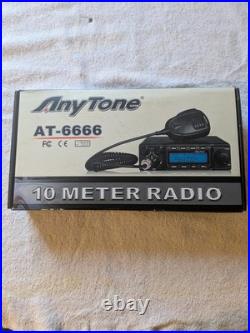 AnyTone
AT-6666
FC CE
10 METER RADIO